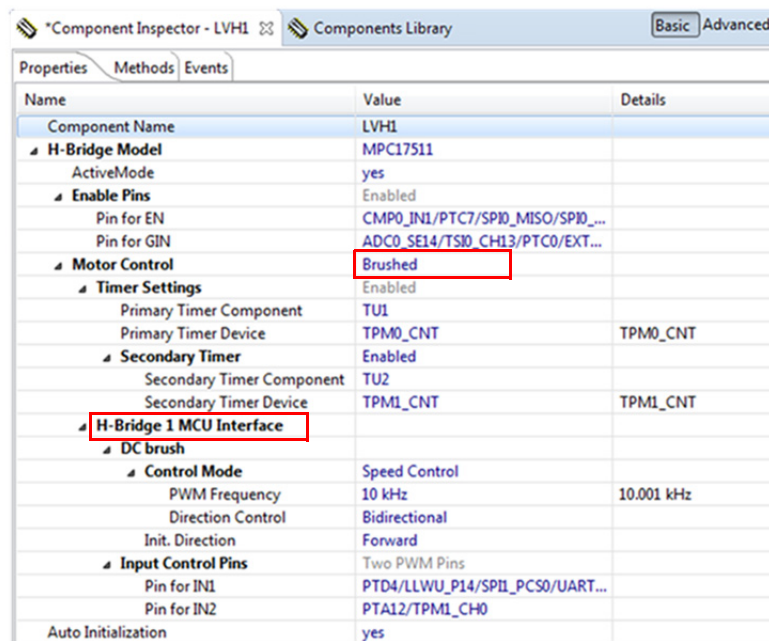 *Component Inspector - LVH1 Components Library Basic Advanced
Properties Methods Events
Name Value Details
Component Name LVH1
H-Bridge Model MPC17511
ActiveMode yes
Enable Pins Enabled
Pin for EN CMP0_IN1/PTC7/SPI0_MISO/SPI0_...
Pin for GIN ADC0_SE14/TSI0_CH13/PTC0/EXT...
Motor Control Brushed
Timer Settings Enabled
Primary Timer Component TU1
Primary Timer Device TPM0_CNT TPM0_CNT
Secondary Timer Enabled
Secondary Timer Component TU2
Secondary Timer Device TPM1_CNT TPM1_CNT
H-Bridge 1 MCU Interface
DC brush
Control Mode Speed Control
PWM Frequency 10 kHz 10.001 kHz
Direction Control Bidirectional
Init. Direction Forward
Input Control Pins Two PWM Pins
Pin for IN1 PTD4/LLWU_P14/SPI1_PCS0/UART...
Pin for IN2 PTA12/TPM1_CH0
Auto Initialization yes